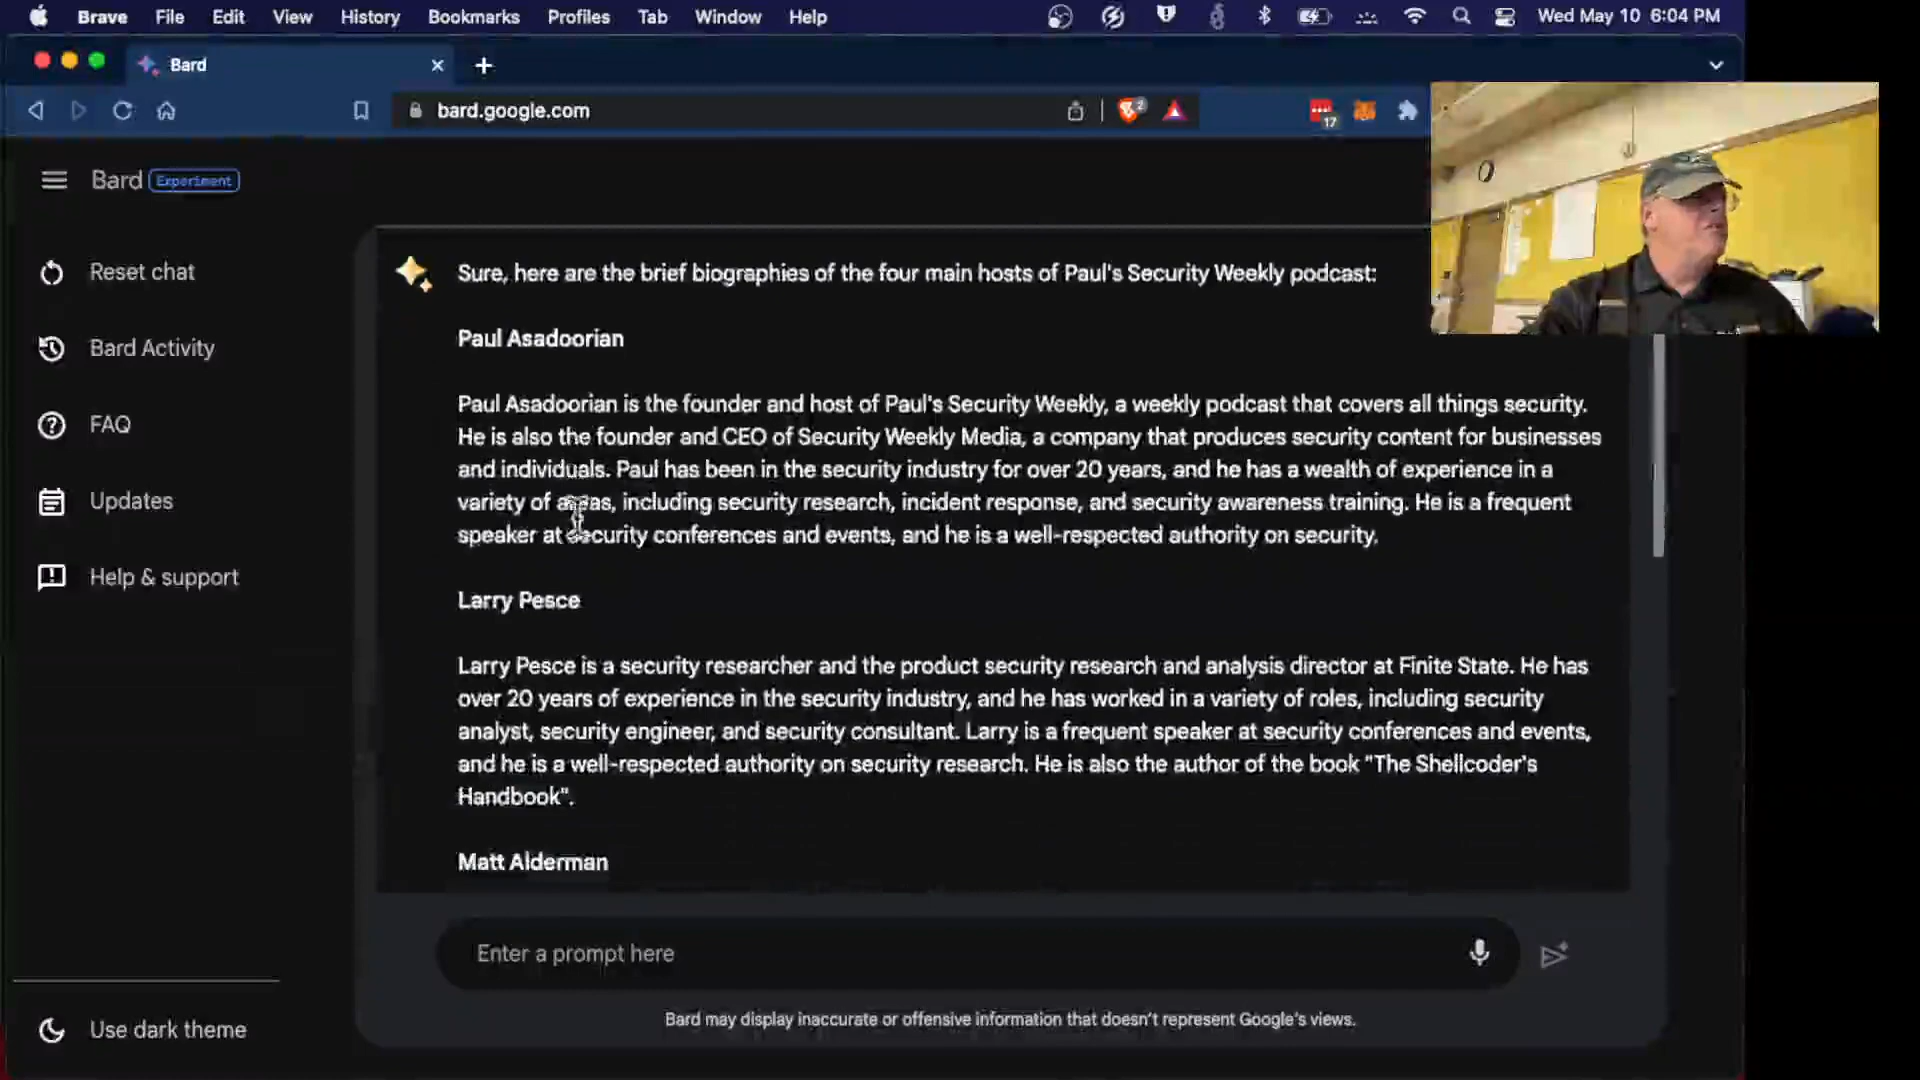 Brave File Edit View History Bookmarks Profiles Tab Window Help Wed May 10 6:04 PM
Bard
bard.google.com 2 17
Bard Experiment
Reset chat
Bard Activity
FAQ
Updates
Help & support
Sure, here are the brief biographies of the four main hosts of Paul's Security Weekly podcast:
Paul Asadoorian
Paul Asadoorian is the founder and host of Paul's Security Weekly, a weekly podcast that covers all things security.
He is also the founder and CEO of Security Weekly Media, a company that produces security content for businesses
and individuals. Paul has been in the security industry for over 20 years, and he has a wealth of experience in a
variety of areas, including security research, incident response, and security awareness training. He is a frequent
speaker at security conferences and events, and he is a well-respected authority on security.
Larry Pesce
Larry Pesce is a security researcher and the product security research and analysis director at Finite State. He has
over 20 years of experience in the security industry, and he has worked in a variety of roles, including security
analyst, security engineer, and security consultant. Larry is a frequent speaker at security conferences and events,
and he is a well-respected authority on security research. He is also the author of the book "The Shellcoder's
Handbook".
Matt Alderman
Enter a prompt here
Bard may display inaccurate or offensive information that doesn't represent Google's views.
Use dark theme